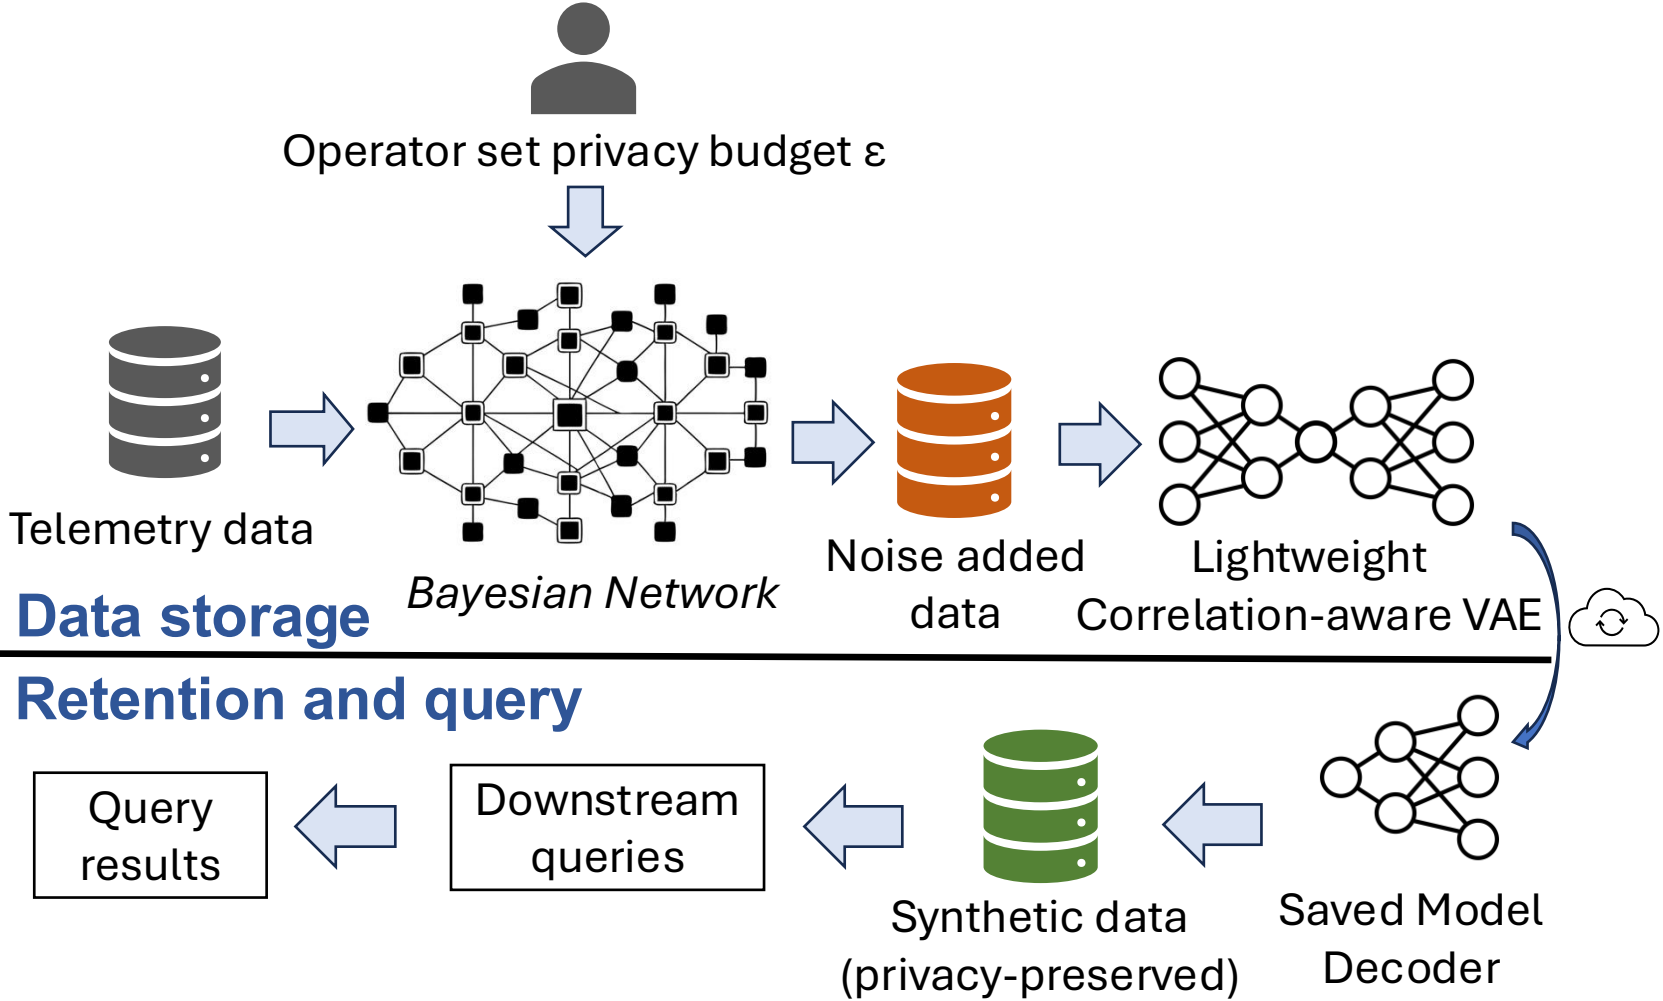 Operator set privacy budget ε
Telemetry data
Bayesian Network
Noise added
data
Lightweight
Correlation-aware VAE
Data storage
Retention and query
Query
results
Downstream
queries
Synthetic data
(privacy-preserved)
Saved Model
Decoder